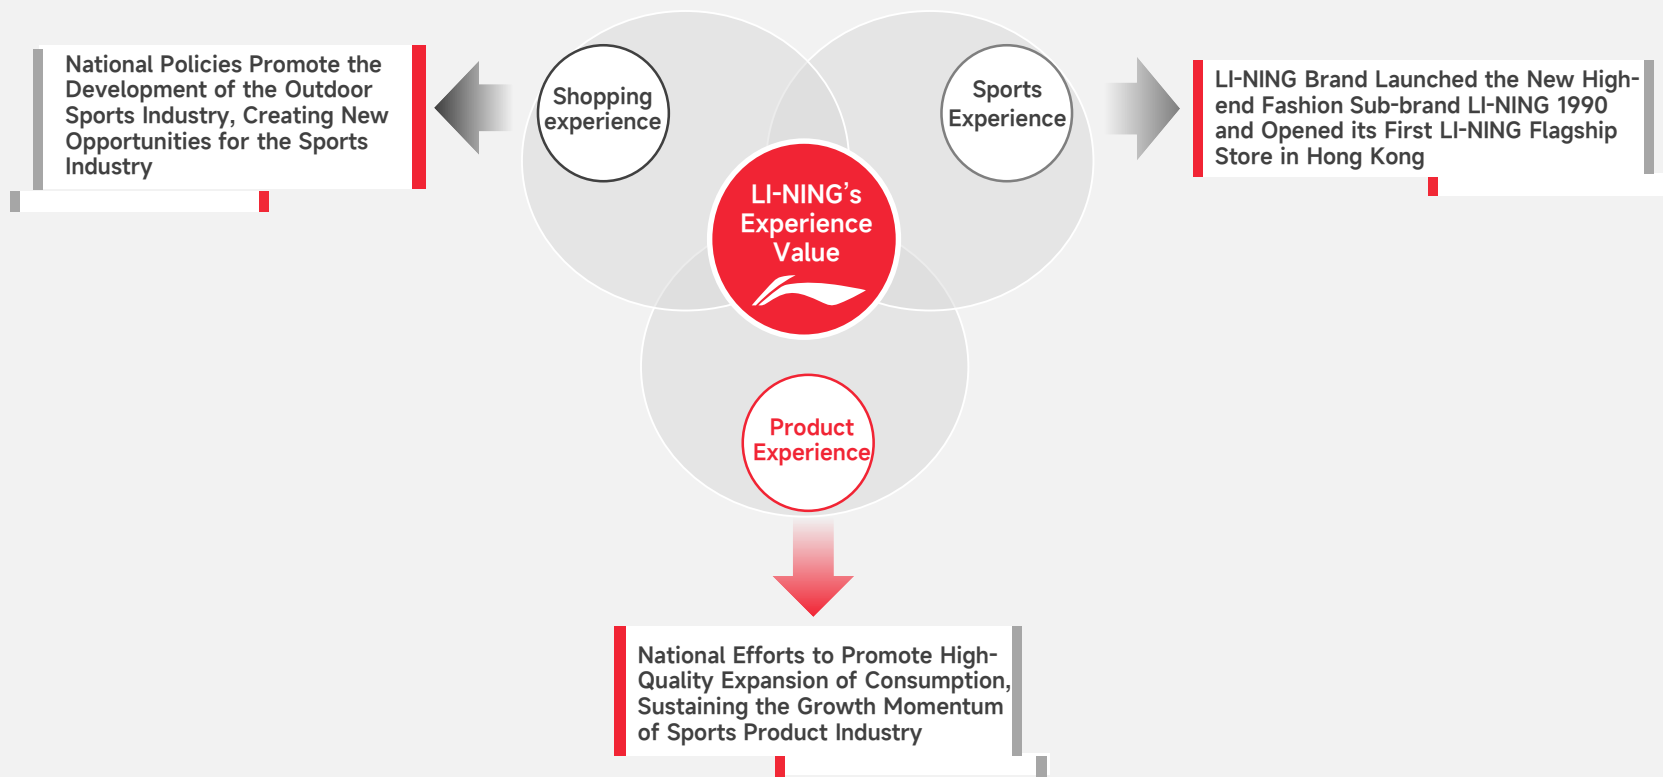 National Policies Promote the
Development of the Outdoor
Sports Industry, Creating New
Opportunities for the Sports
Industry
Shopping
experience
Sports
Experience
LI-NING Brand Launched the New High-
end Fashion Sub-brand LI-NING 1990
and Opened its First LI-NING Flagship
Store in Hong Kong
LI-NING’s
Experience
Value
Product
Experience
National Efforts to Promote High-
Quality Expansion of Consumption,
Sustaining the Growth Momentum
of Sports Product Industry